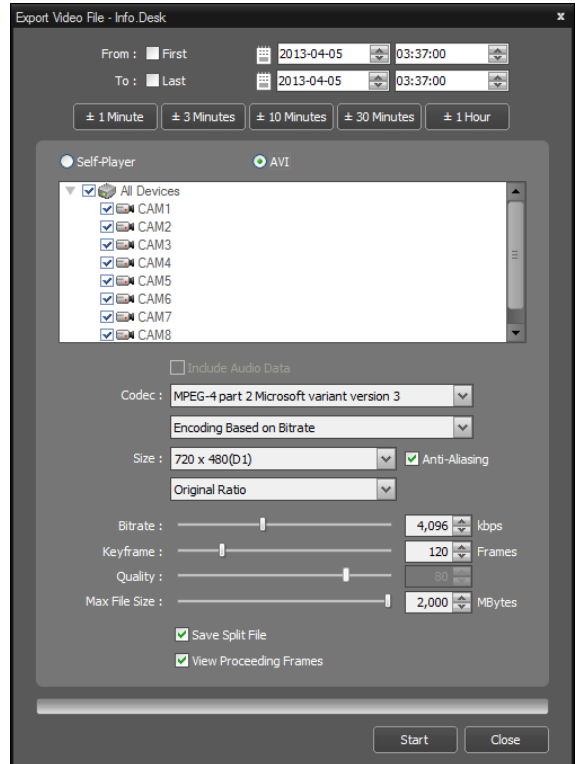 Export Video File - Info.Desk x
From : First 2013-04-05 03:37:00
To : Last 2013-04-05 03:37:00
± 1 Minute ± 3 Minutes ± 10 Minutes ± 30 Minutes ± 1 Hour
Self-Player AVI
All Devices
CAM1
CAM2
CAM3
CAM4
CAM5
CAM6
CAM7
CAM8
Include Audio Data
Codec : MPEG-4 part 2 Microsoft variant version 3
Encoding Based on Bitrate
Size : 720 x 480(D1) Anti-Aliasing
Original Ratio
Bitrate : 4,096 kbps
Keyframe : 120 Frames
Quality : 80
Max File Size : 2,000 MBytes
Save Split File
View Proceeding Frames
Start Close